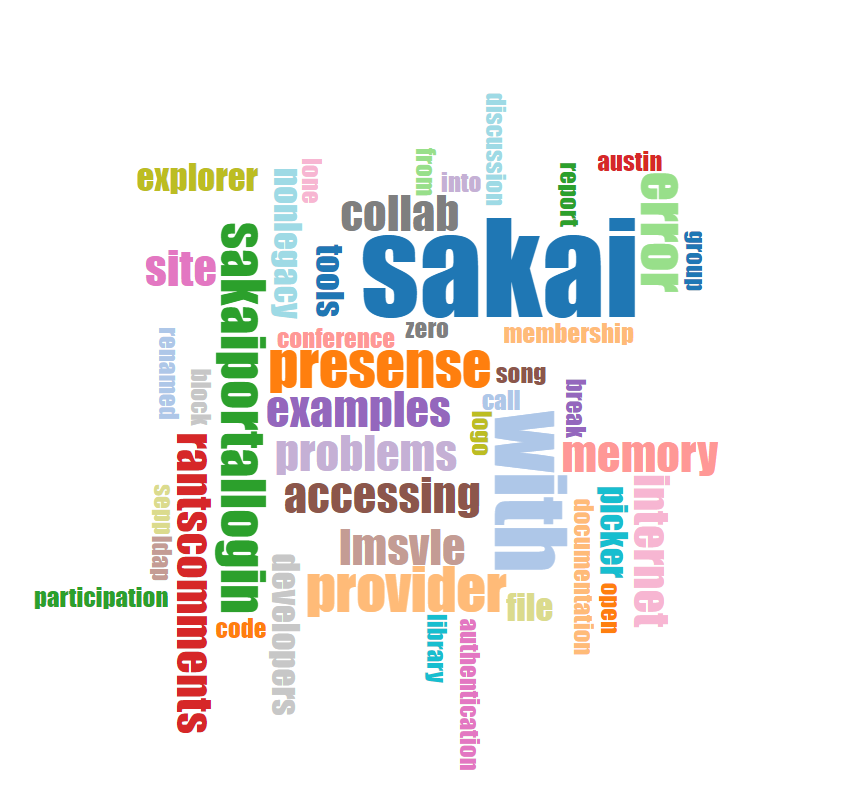 discussion
from
into
lone
explorer
nonlegacy
report
austin
error
group
collab
sakai
tools
site
sakaiportallogin
zero
membership
conference
renamed
block
presense
song
call
break
examples
logo
with
problems
memory
accessing
rantscomments
sepp
ldap
internet
picker
documentation
open
lmsvle
developers
provider
file
participation
code
library
authentication